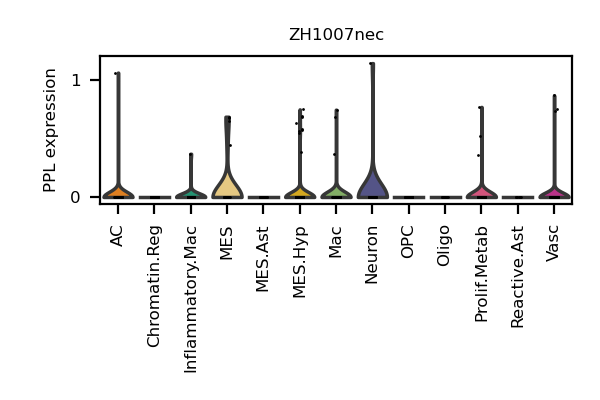 ZH1007nec
PPL expression
1
0
AC
Chromatin.Reg
Inflammatory.Mac
MES
MES.Ast
MES.Hyp
Mac
Neuron
OPC
Oligo
Prolif.Metab
Reactive.Ast
Vasc